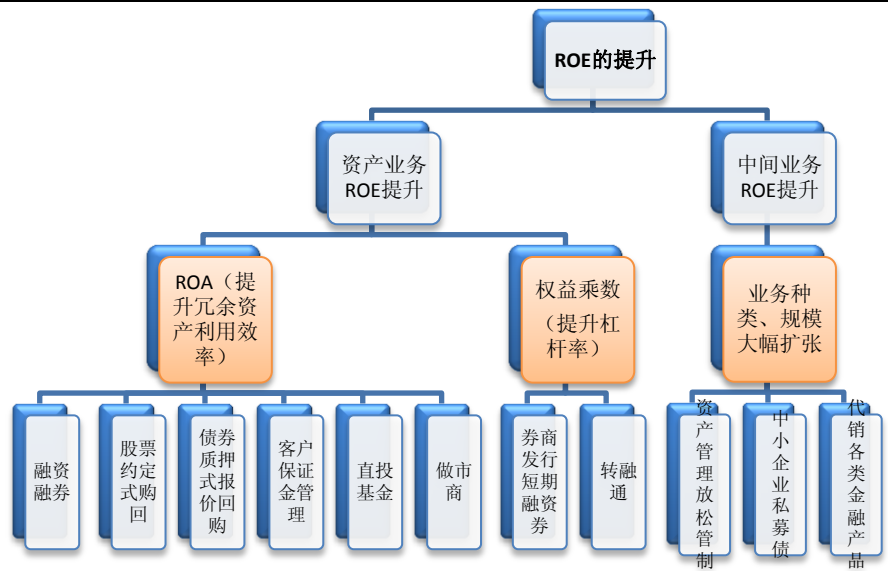 ROE的提升
资产业务
ROE提升
中间业务
ROE提升
ROA（提
升冗余资
产利用效
率）
权益乘数
（提升杠
杆率）
业务种
类、规模
大幅扩张
融资
融券
股票
约定
式购
回
债券
质押
式报
价回
购
客户
保证
金管
理
直投
基金
做市
商
券商
发行
短期
融资
券
转融
通
资
产
管
理
放
松
管
制
中
小
企
业
私
募
债
代
销
各
类
金
融
产
品